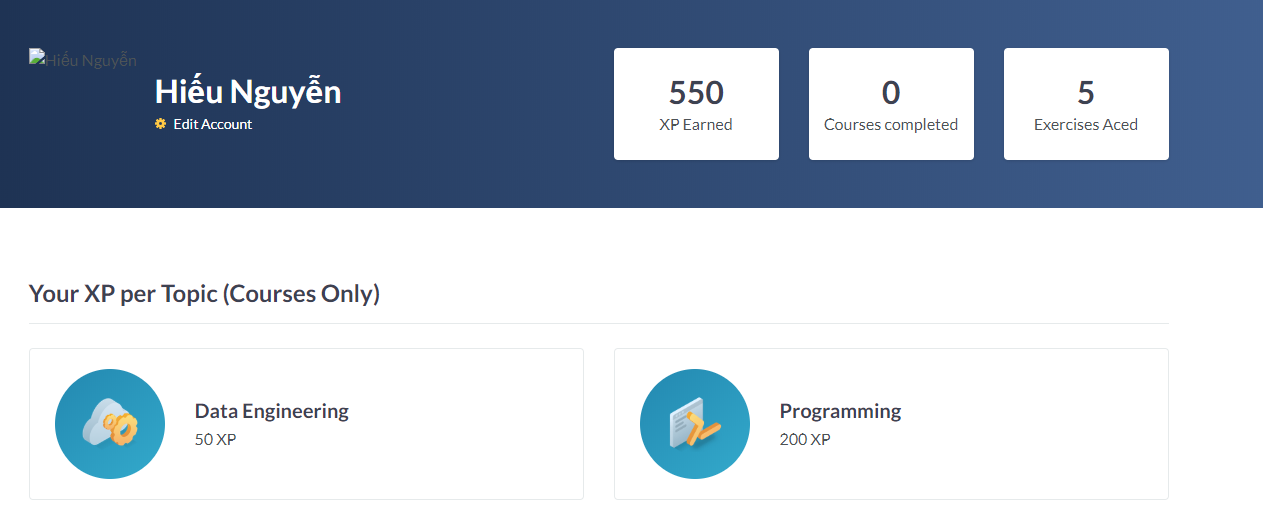 Hiếu Nguyễn
Hiếu Nguyễn
Edit Account
550
XP Earned
0
Courses completed
5
Exercises Aced
Your XP per Topic (Courses Only)
Data Engineering
50 XP
Programming
200 XP